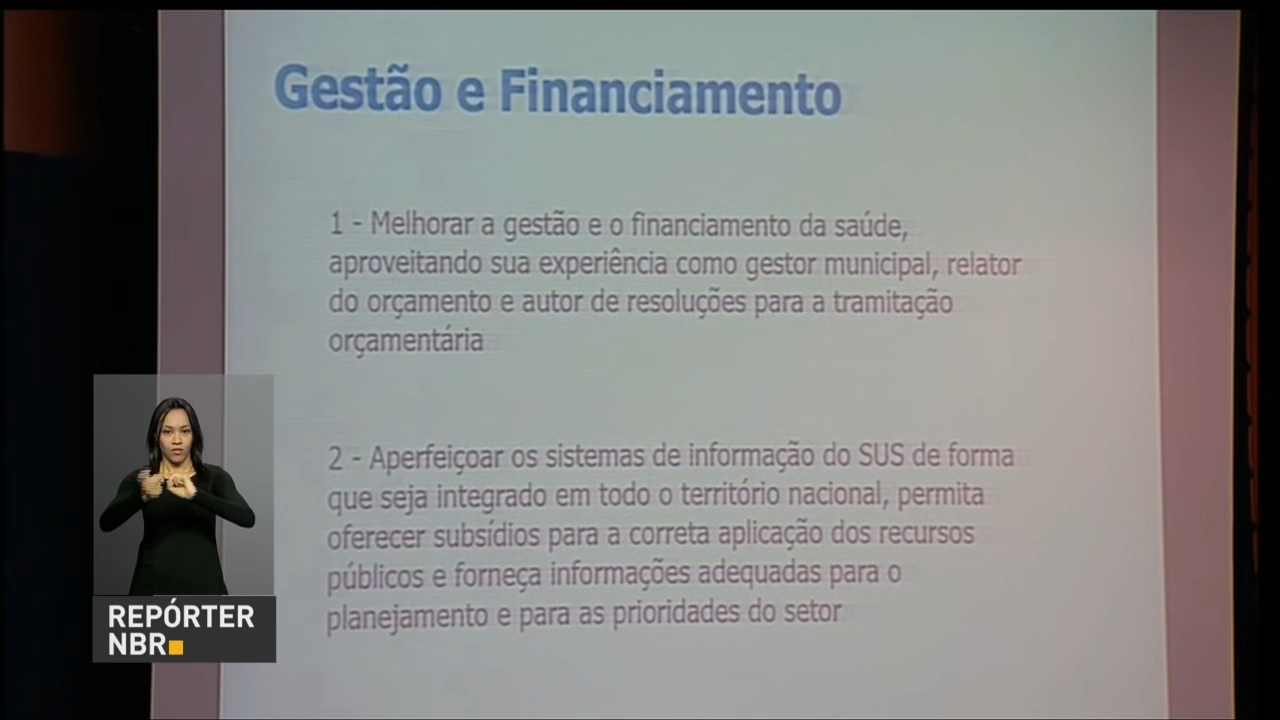 Gestão e Financiamento
1 - Melhorar a gestão e o financiamento da saúde,
aproveitando sua experiência como gestor municipal, relator
do orçamento e autor de resoluções para a tramitação
orçamentária
2 - Aperfeiçoar os sistemas de informação do SUS de forma
que seja integrado em todo o território nacional, permita
oferecer subsídios para a correta aplicação dos recursos
públicos e forneça informações adequadas para o
planejamento e para as prioridades do setor
REPÓRTER
NBR